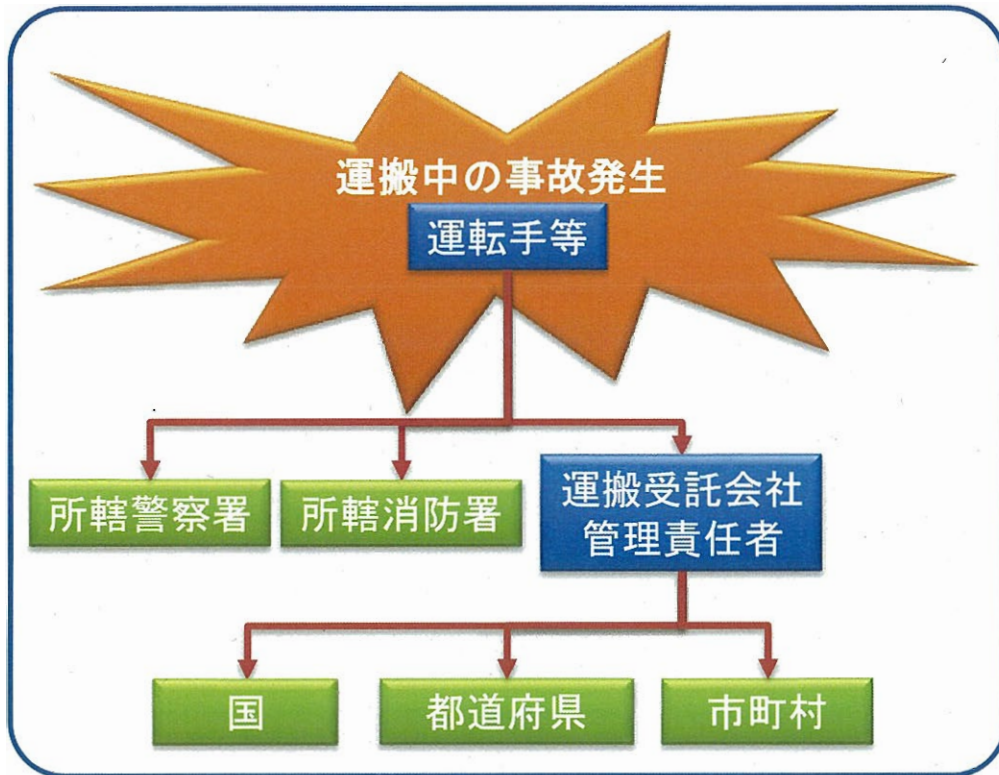 運搬中の事故発生
運転手等
所轄警察署
所轄消防署
運搬受託会社
管理責任者
国
都道府県
市町村